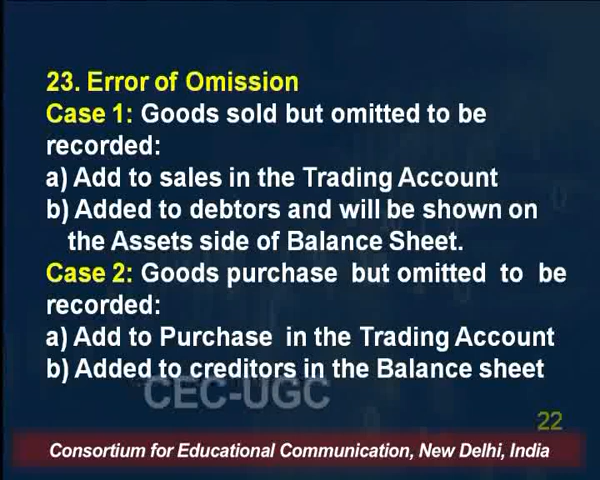 23. Error of Omission
Case 1: Goods sold but omitted to be
recorded:
a) Add to sales in the Trading Account
b) Added to debtors and will be shown on
the Assets side of Balance Sheet.
Case 2: Goods purchase but omitted to be
recorded:
a) Add to Purchase in the Trading Account
b) Added to creditors in the Balance sheet
CEC-UGC
22
Consortium for Educational Communication, New Delhi, India